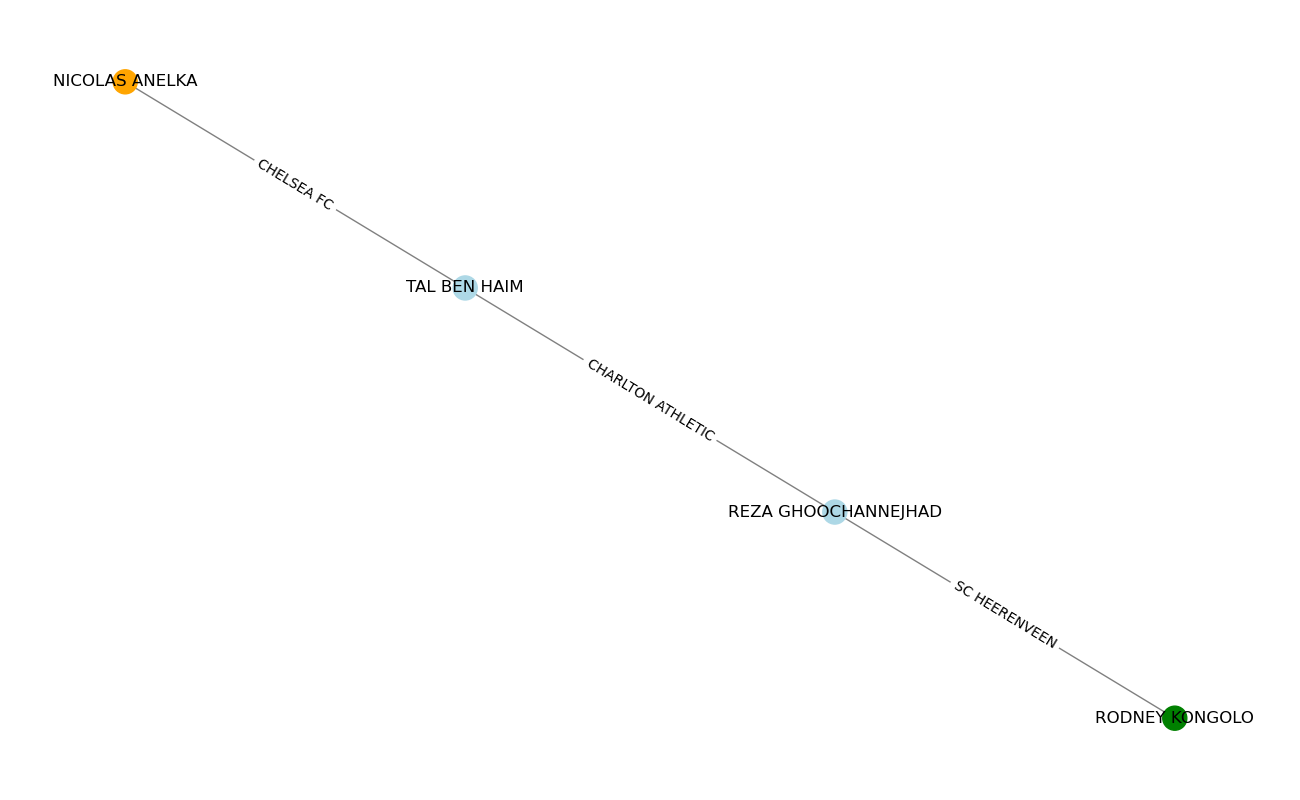 NICOLAS ANELKA
CHELSEA FC
TAL BEN HAIM
CHARLTON ATHLETIC
REZA GHOOCHANNEJHAD
SC HEERENVEEN
RODNEY KONGOLO